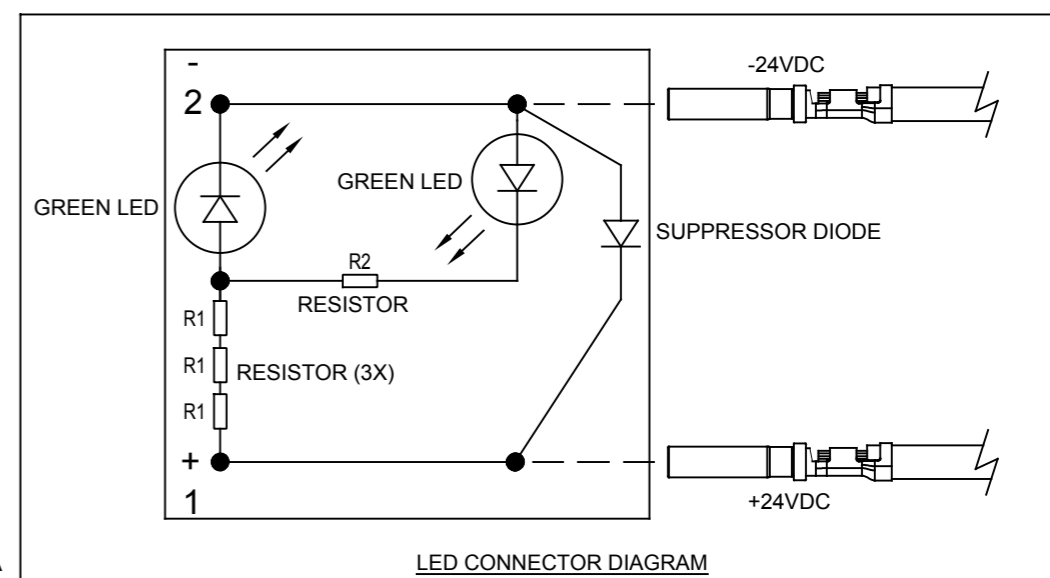 -
2
-24VDC
GREEN LED
GREEN LED
SUPPRESSOR DIODE
R2
RESISTOR
R1
R1
RESISTOR (3X)
R1
+
1
+24VDC
LED CONNECTOR DIAGRAM